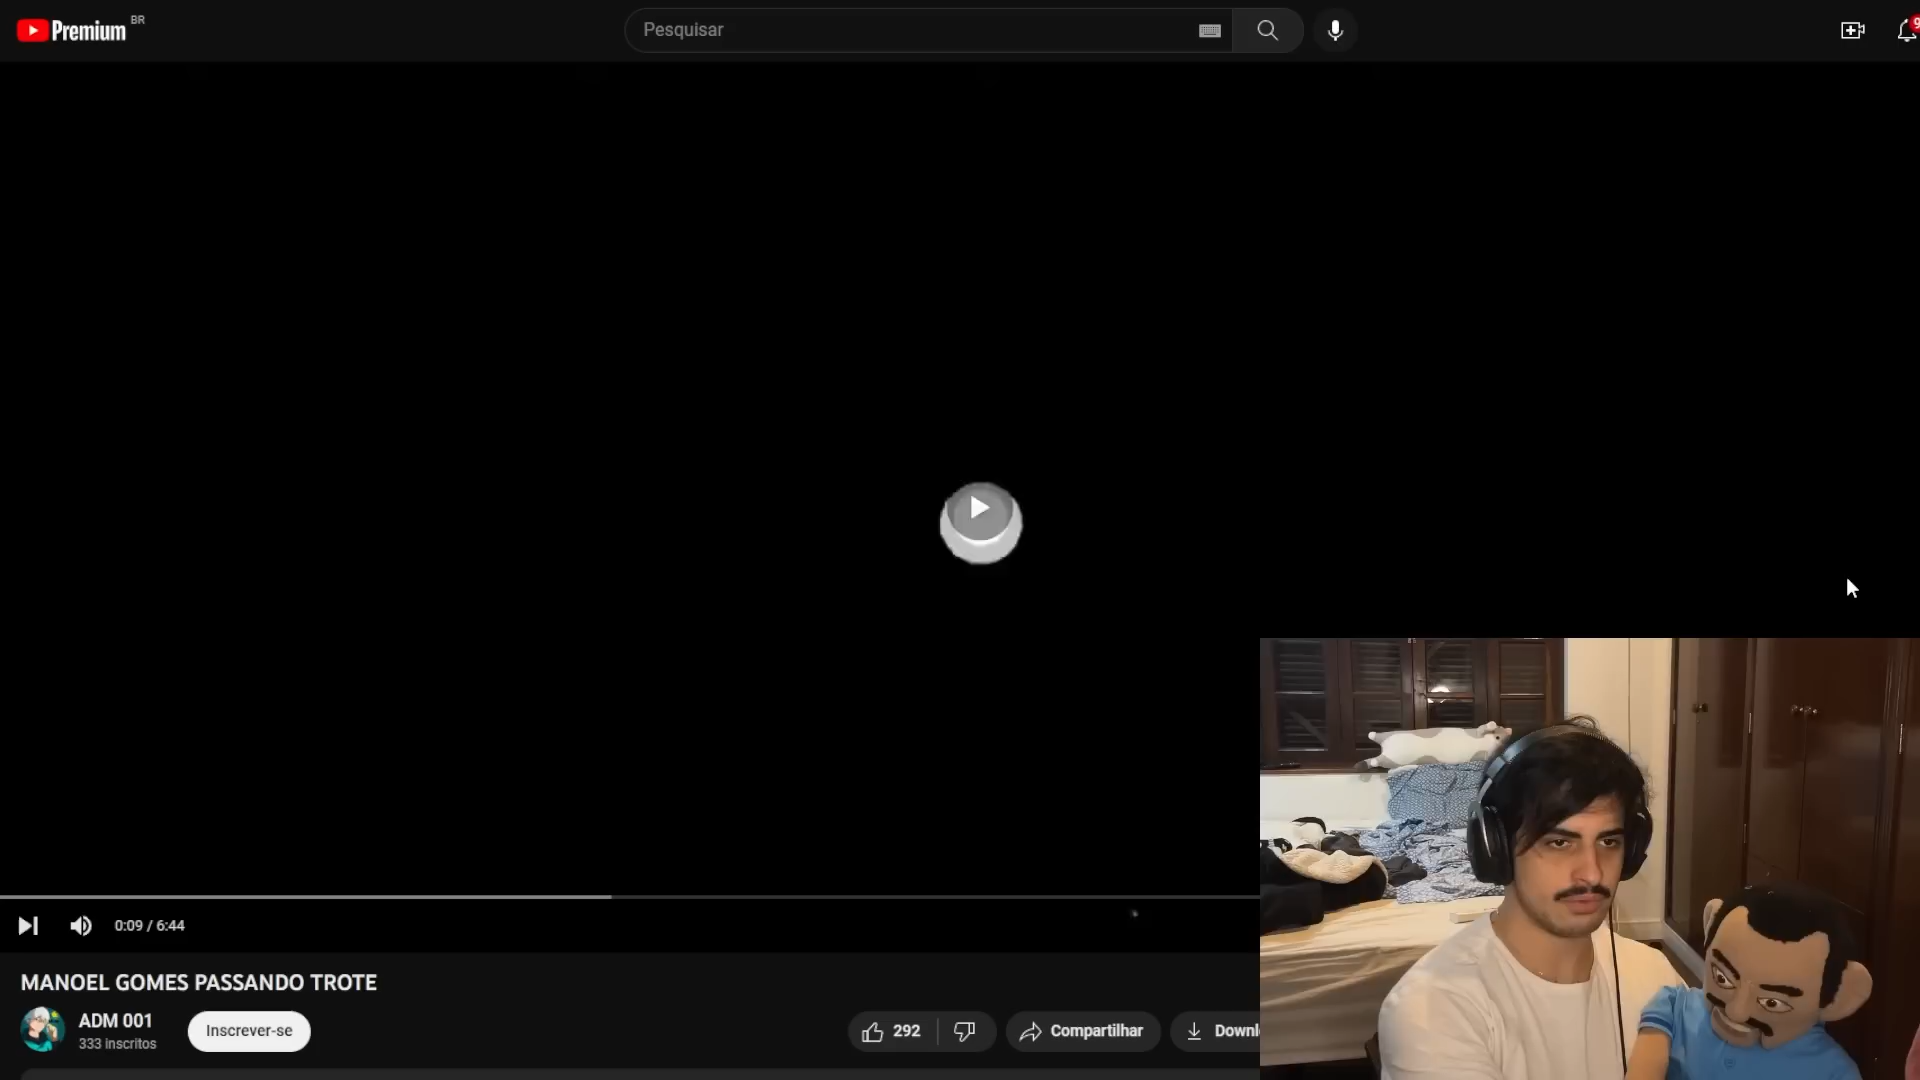 Premium BR
Pesquisar
9
0:09 / 6:44
MANOEL GOMES PASSANDO TROTE
ADM 001
333 inscritos
Inscrever-se
292
Compartilhar
Downl